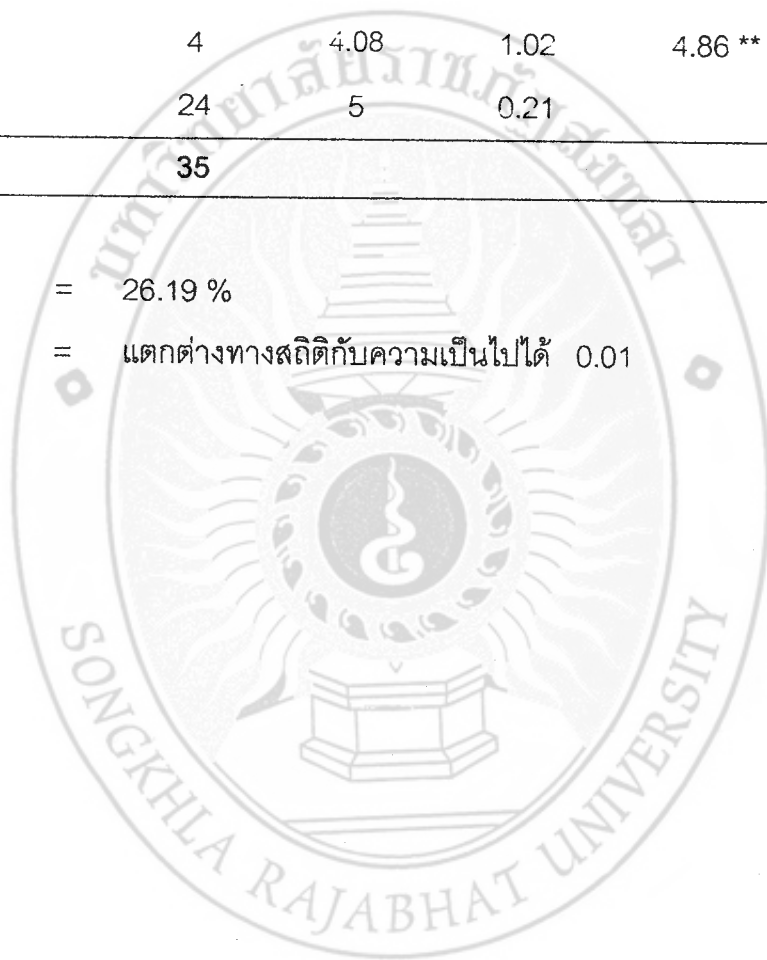 4 4.08 1.02 4.86 **
24 5 0.21
35
= 26.19 %
= แตกต่างทางสถิติกับความเป็นไปได้ 0.01
มหาวิทยาลัยราชภัฏสงขลา
SONGKHLA RAJABHAT UNIVERSITY